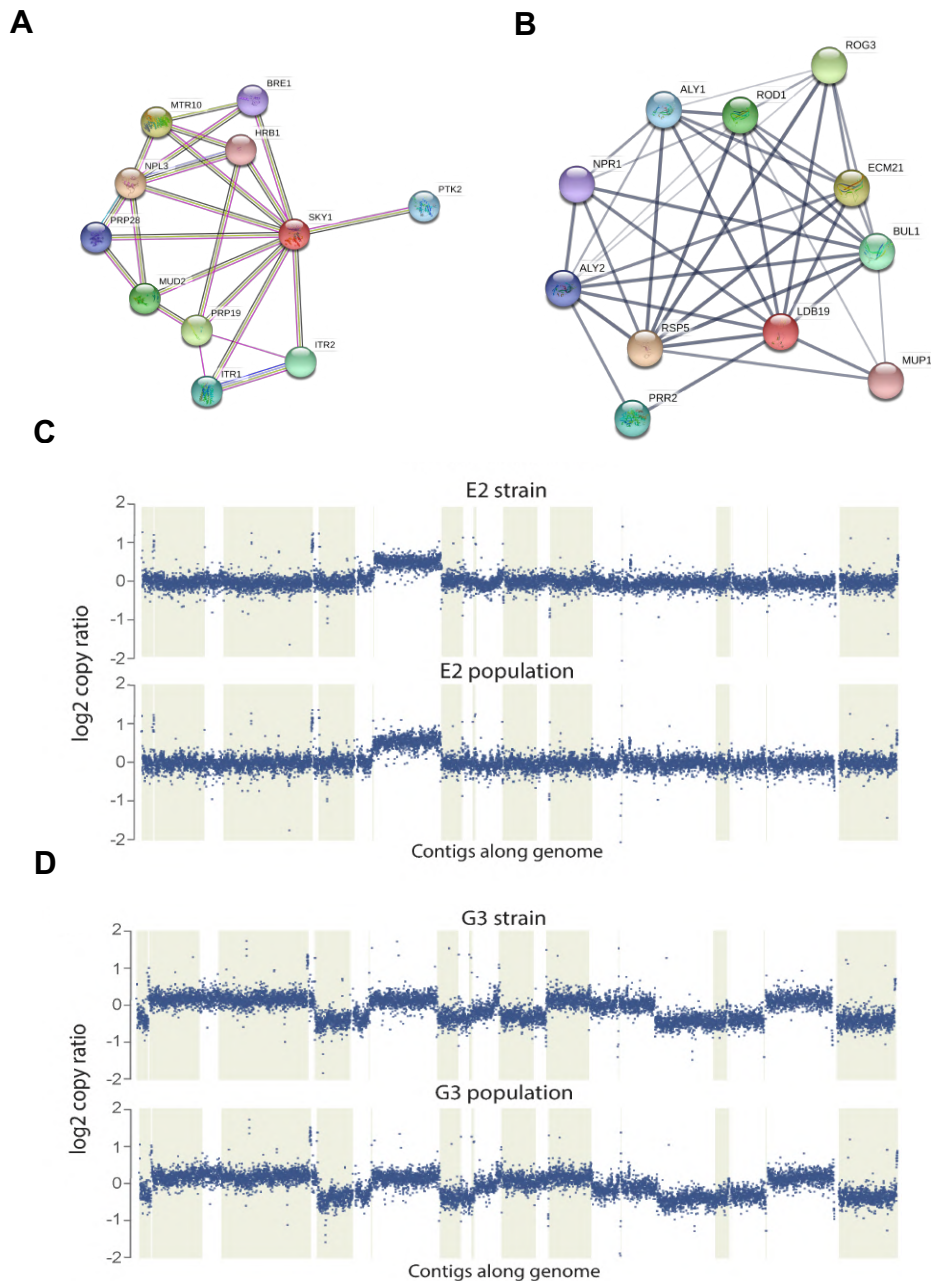 A
B
BRE1
MTR10
HRB1
NPL3
PTK2
PRP28
SKY1
MUD2
PRP19
ITR2
ITR1
ROG3
ALY1
ROD1
NPR1
ECM21
BUL1
ALY2
LDB19
RSP5
MUP1
PRR2
C
E2 strain
2
1
0
-1
-2
E2 population
2
1
0
-1
-2
log2 copy ratio
Contigs along genome
D
G3 strain
2
1
0
-1
-2
G3 population
2
1
0
-1
-2
log2 copy ratio
Contigs along genome